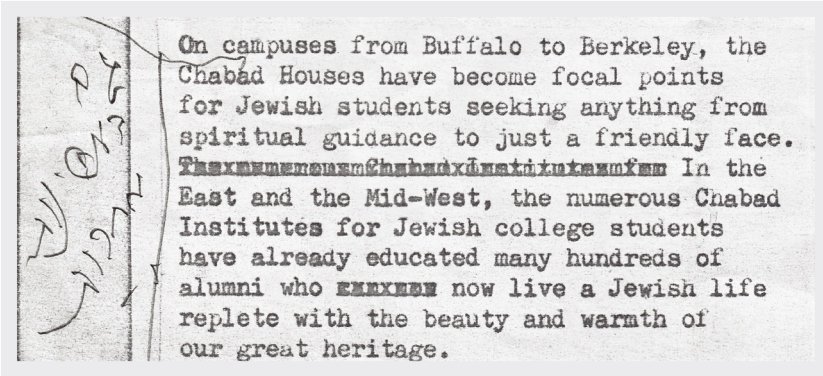 On campuses from Buffalo to Berkeley, the
Chabad Houses have become focal points
for Jewish students seeking anything from
spiritual guidance to just a friendly face.
In the
East and the Mid-West, the numerous Chabad
Institutes for Jewish college students
have already educated many hundreds of
alumni who now live a Jewish life
replete with the beauty and warmth of
our great heritage.